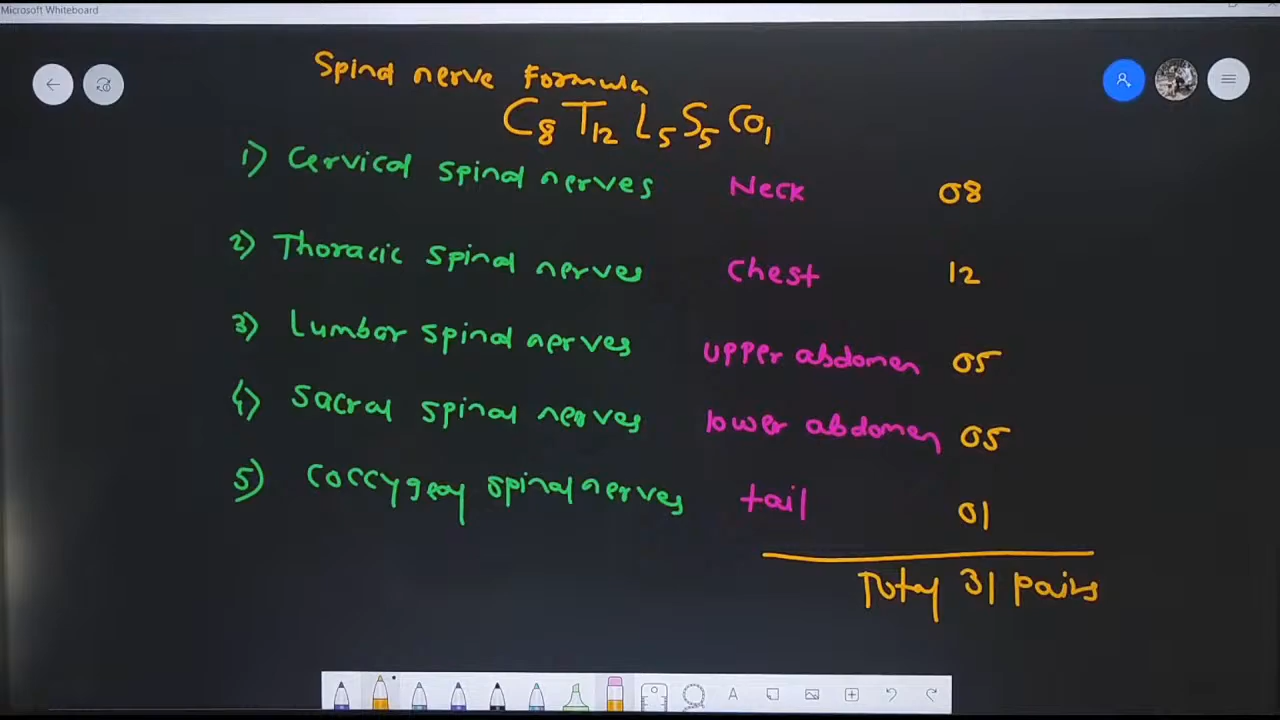 Microsoft Whiteboard
Spinal nerve Formula
C8 T12 L5 S5 Co1
1) Cervical spinal nerves Neck 08
2) Thoracic spinal nerves Chest 12
3) Lumbar spinal nerves upper abdomen 05
4) Sacral spinal nerves lower abdomen 05
5) Coccygeal spinal nerves tail 01
Total 31 pairs
A